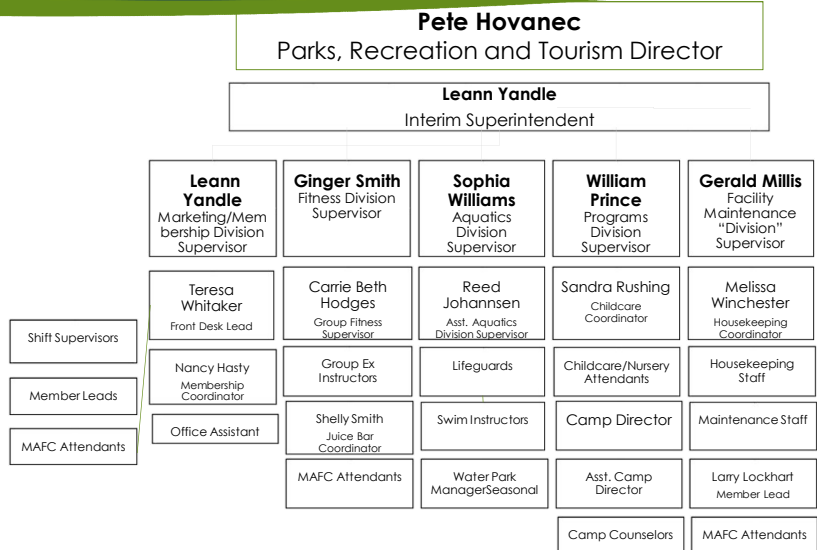 Pete Hovanec
Parks, Recreation and Tourism Director
Leann Yandle
Interim Superintendent
Leann
Yandle
Marketing/Mem
bership Division
Supervisor
Ginger Smith
Fitness Division
Supervisor
Sophia
Williams
Aquatics
Division
Supervisor
William
Prince
Programs
Division
Supervisor
Gerald Millis
Facility
Maintenance
“Division”
Supervisor
Shift Supervisors
Member Leads
MAFC Attendants
Teresa
Whitaker
Front Desk Lead
Nancy Hasty
Membership
Coordinator
Office Assistant
Carrie Beth
Hodges
Group Fitness
Supervisor
Group Ex
Instructors
Shelly Smith
Juice Bar
Coordinator
MAFC Attendants
Reed
Johannsen
Asst. Aquatics
Division Supervisor
Lifeguards
Swim Instructors
Water Park
ManagerSeasonal
Sandra Rushing
Childcare
Coordinator
Childcare/Nursery
Attendants
Camp Director
Asst. Camp
Director
Camp Counselors
Melissa
Winchester
Housekeeping
Coordinator
Housekeeping
Staff
Maintenance Staff
Larry Lockhart
Member Lead
MAFC Attendants